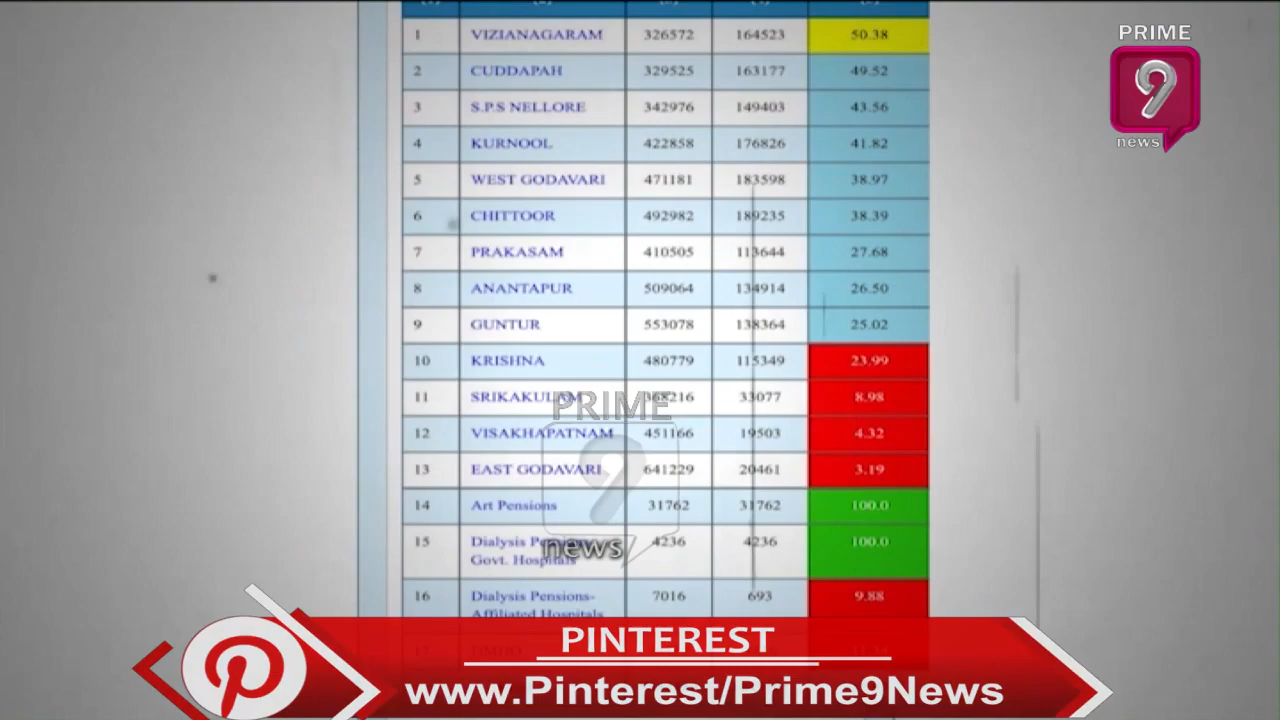 1 VIZIANAGARAM 326572 164523 50.38
2 CUDDAPAH 329525 163177 49.52
3 S.P.S NELLORE 342976 149403 43.56
4 KURNOOL 422858 176826 41.82
5 WEST GODAVARI 471181 183598 38.97
6 CHITTOOR 492982 189235 38.39
7 PRAKASAM 410505 113644 27.68
8 ANANTAPUR 509064 134914 26.50
9 GUNTUR 553078 138364 25.02
10 KRISHNA 480779 115349 23.99
11 SRIKAKULAM 368216 33077 8.98
12 VISAKHAPATNAM 451166 19503 4.32
13 EAST GODAVARI 641229 20461 3.19
14 Art Pensions 31762 31762 100.0
15 Dialysis Pensions- 4236 4236 100.0
Govt. Hospitals
16 Dialysis Pensions- 7016 693 9.88
Affiliated Hospitals
PRIME
9
news
PRIME
9
news
PINTEREST
www.Pinterest/Prime9News